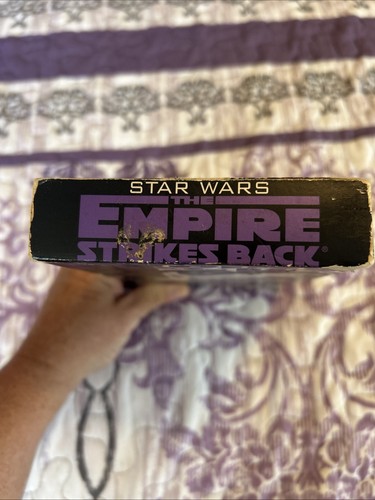 STAR WARS
THE
EMPIRE
STRIKES BACK®